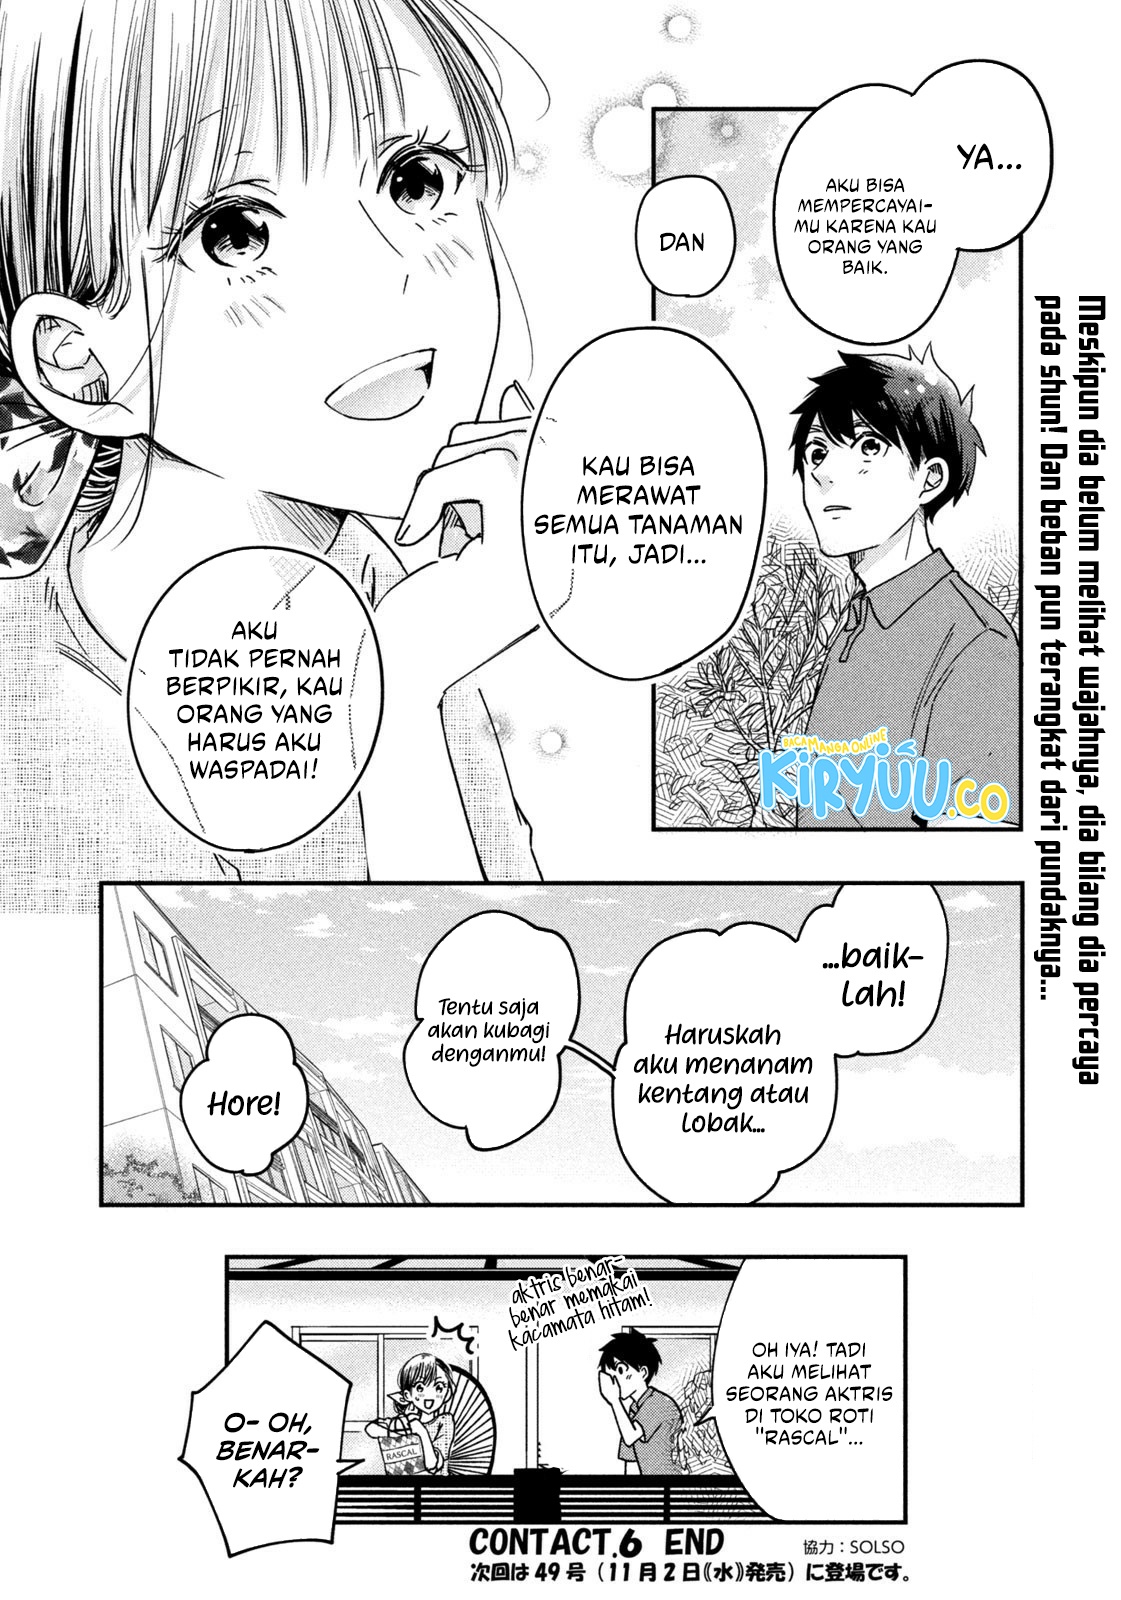 YA...
AKU BISA
MEMPERCAYAI-
MU KARENA KAU
ORANG YANG
BAIK.
DAN
KAU BISA
MERAWAT
SEMUA TANAMAN
ITU, JADI...
AKU
TIDAK PERNAH
BERPIKIR, KAU
ORANG YANG
HARUS AKU
WASPADAI!
Meskipun dia belum melihat wajahnya, dia bilang dia percaya
pada shun! Dan beban pun terangkat dari pundaknya...
BACA MANGA ONLINE
KIRYUU.CO
...baik-
lah!
Haruskah
aku menanam
kentang atau
lobak...
Tentu saja
akan kubagi
denganmu!
Hore!
OH IYA! TADI
AKU MELIHAT
SEORANG AKTRIS
DI TOKO ROTI
"RASCAL"...
aktris benar-
benar memakai
kacamata hitam!
RASCAL
O- OH,
BENAR-
KAH?
CONTACT.6 END
協力：SOLSO
次回は49号（11月2日《水》発売）に登場です。